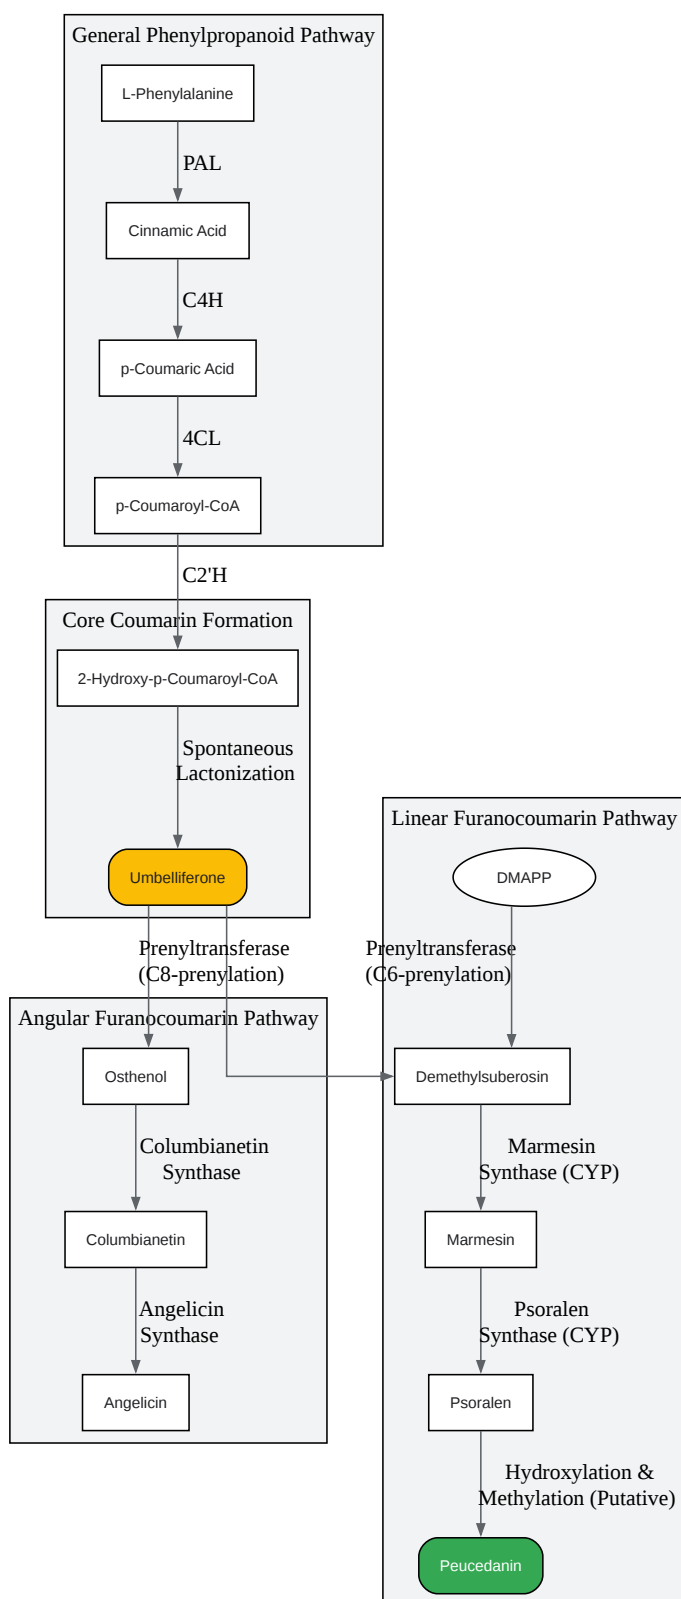 General Phenylpropanoid Pathway
L-Phenylalanine
PAL
Cinnamic Acid
C4H
p-Coumaric Acid
4CL
p-Coumaroyl-CoA
C2'H
Core Coumarin Formation
2-Hydroxy-p-Coumaroyl-CoA
Spontaneous
Lactonization
Umbelliferone
Linear Furanocoumarin Pathway
DMAPP
Prenyltransferase
(C8-prenylation)
Prenyltransferase
(C6-prenylation)
Angular Furanocoumarin Pathway
Osthenol
Columbianetin
Synthase
Columbianetin
Angelicin
Synthase
Angelicin
Demethylsuberosin
Marmesin
Synthase (CYP)
Marmesin
Psoralen
Synthase (CYP)
Psoralen
Hydroxylation &
Methylation (Putative)
Peucedanin